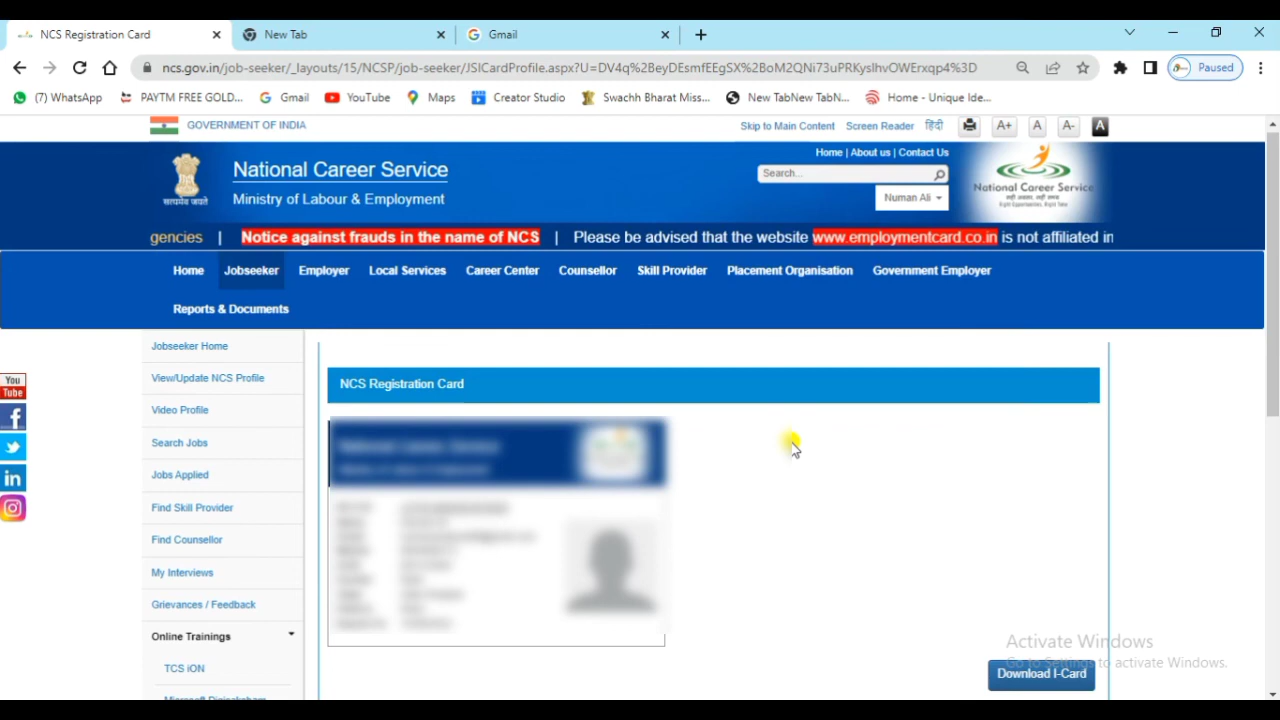 NCS Registration Card
New Tab
Gmail
ncs.gov.in/job-seeker/_layouts/15/NCSP/job-seeker/JSICardProfile.aspx?U=DV4q%2BeyDEsmfEEgSX%2BoM2QNi73uPRKyslhvOWErxqp4%3D
Paused
(7) WhatsApp
PAYTM FREE GOLD...
Gmail
YouTube
Maps
Creator Studio
Swachh Bharat Miss...
New TabNew TabN...
Home - Unique Ide...
GOVERNMENT OF INDIA
Skip to Main Content
Screen Reader
हिंदी
A+
A
A-
A
Home | About us | Contact Us
National Career Service
Search...
Ministry of Labour & Employment
Numan Ali
सत्यमेव जयते
National Career Service
gencies | Notice against frauds in the name of NCS | Please be advised that the website www.employmentcard.co.in is not affiliated in
Home
Jobseeker
Employer
Local Services
Career Center
Counsellor
Skill Provider
Placement Organisation
Government Employer
Reports & Documents
Jobseeker Home
View/Update NCS Profile
Video Profile
Search Jobs
Jobs Applied
Find Skill Provider
Find Counsellor
My Interviews
Grievances / Feedback
Online Trainings
TCS iON
You
Tube
f
in
NCS Registration Card
Activate Windows
Go to Settings to activate Windows.
Download I-Card